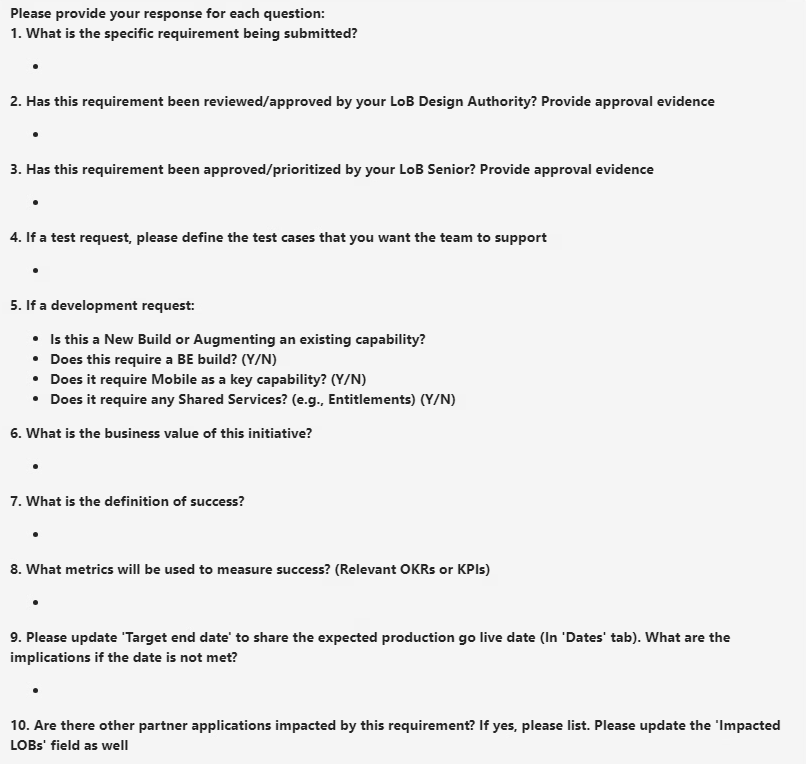 Please provide your response for each question:
1. What is the specific requirement being submitted?
•
2. Has this requirement been reviewed/approved by your LoB Design Authority? Provide approval evidence
•
3. Has this requirement been approved/prioritized by your LoB Senior? Provide approval evidence
•
4. If a test request, please define the test cases that you want the team to support
•
5. If a development request:
• Is this a New Build or Augmenting an existing capability?
• Does this require a BE build? (Y/N)
• Does it require Mobile as a key capability? (Y/N)
• Does it require any Shared Services? (e.g., Entitlements) (Y/N)
6. What is the business value of this initiative?
•
7. What is the definition of success?
•
8. What metrics will be used to measure success? (Relevant OKRs or KPIs)
•
9. Please update 'Target end date' to share the expected production go live date (In 'Dates' tab). What are the
implications if the date is not met?
•
10. Are there other partner applications impacted by this requirement? If yes, please list. Please update the 'Impacted
LOBs' field as well